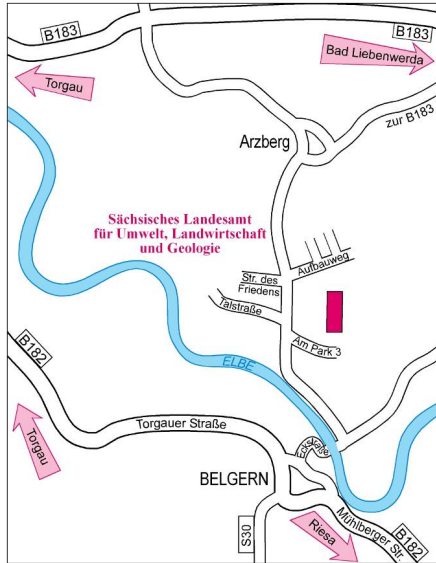 B183
B183
Torgau
Bad Liebenwerda
zur B183
Arzberg
Sächsisches Landesamt
für Umwelt, Landwirtschaft
und Geologie
Aufbauweg
Str. des
Friedens
Talstraße
Am Park 3
B182
ELBE
Torgauer Straße
Torgau
Eckstraße
BELGERN
S30
Riesa
Mühlberger Str.
B182